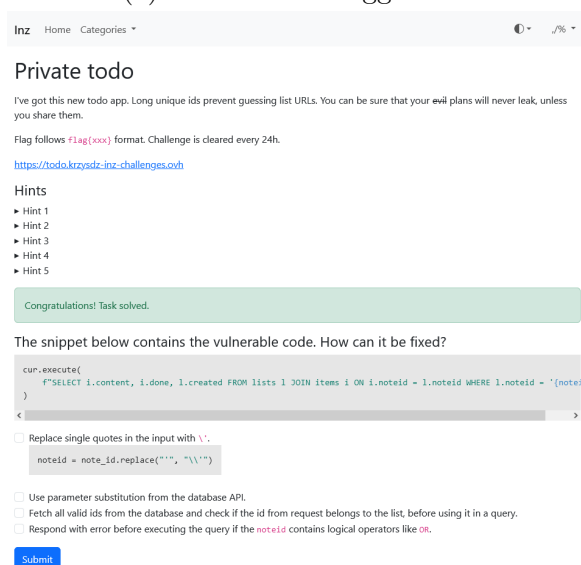 Inz Home Categories
Private todo
I've got this new todo app. Long unique ids prevent guessing list URLs. You can be sure that your evil plans will never leak, unless
you share them.
Flag follows flag{xxx} format. Challenge is cleared every 24h.
https://todo.krzysdz-inz-challenges.ovh
Hints
Hint 1
Hint 2
Hint 3
Hint 4
Hint 5
Congratulations! Task solved.
The snippet below contains the vulnerable code. How can it be fixed?
cur.execute(
f"SELECT i.content, i.done, l.created FROM lists l JOIN items i ON i.noteid = l.noteid WHERE l.noteid = '{notei
)
Replace single quotes in the input with \'.
noteid = note_id.replace("'", "\\'")
Use parameter substitution from the database API.
Fetch all valid ids from the database and check if the id from request belongs to the list, before using it in a query.
Respond with error before executing the query if the noteid contains logical operators like OR.
Submit